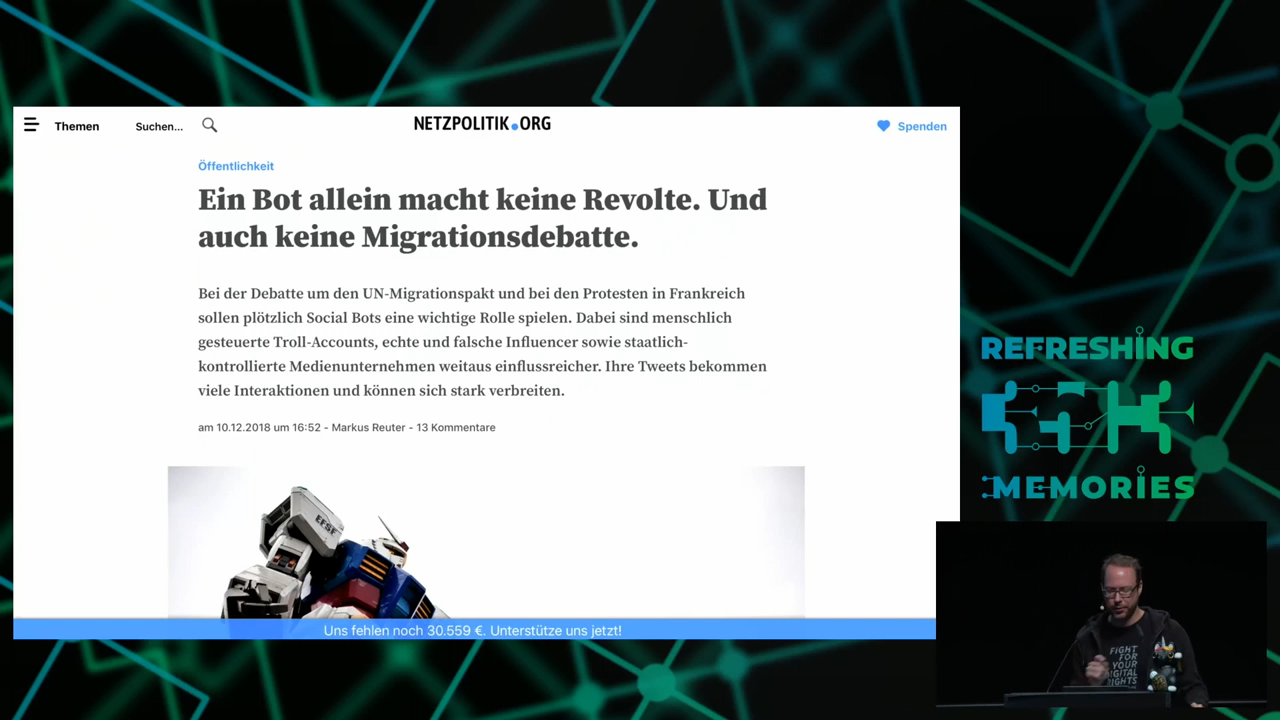 Themen
Suchen...
NETZPOLITIK.ORG
Spenden
Öffentlichkeit
Ein Bot allein macht keine Revolte. Und
auch keine Migrationsdebatte.
Bei der Debatte um den UN-Migrationspakt und bei den Protesten in Frankreich
sollen plötzlich Social Bots eine wichtige Rolle spielen. Dabei sind menschlich
gesteuerte Troll-Accounts, echte und falsche Influencer sowie staatlich-
kontrollierte Medienunternehmen weitaus einflussreicher. Ihre Tweets bekommen
viele Interaktionen und können sich stark verbreiten.
am 10.12.2018 um 16:52 - Markus Reuter - 13 Kommentare
EFSF
Uns fehlen noch 30.559 €. Unterstütze uns jetzt!
REFRESHING
35C3
MEMORIES
FIGHT
FOR
YOUR
DIGITAL
RIGHTS